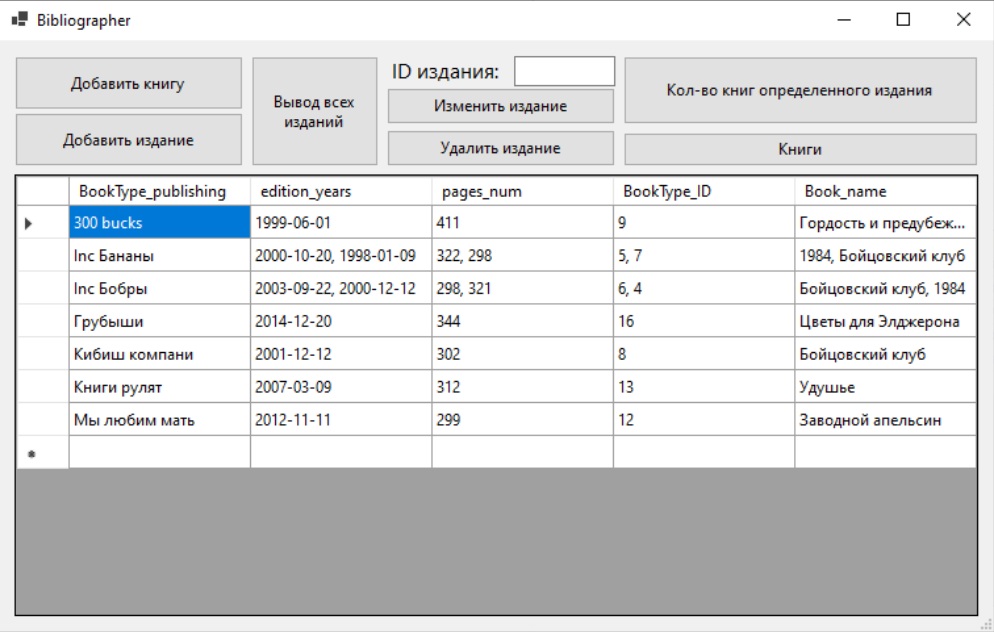 Bibliographer
Добавить книгу
Добавить издание
Вывод всех
изданий
ID издания:
Изменить издание
Удалить издание
Кол-во книг определенного издания
Книги
BookType_publishing edition_years pages_num BookType_ID Book_name
300 bucks 1999-06-01 411 9 Гордость и предубеж...
Inc Бананы 2000-10-20, 1998-01-09 322, 298 5, 7 1984, Бойцовский клуб
Inc Бобры 2003-09-22, 2000-12-12 298, 321 6, 4 Бойцовский клуб, 1984
Грубыши 2014-12-20 344 16 Цветы для Элджерона
Кибиш компани 2001-12-12 302 8 Бойцовский клуб
Книги рулят 2007-03-09 312 13 Удушье
Мы любим мать 2012-11-11 299 12 Заводной апельсин